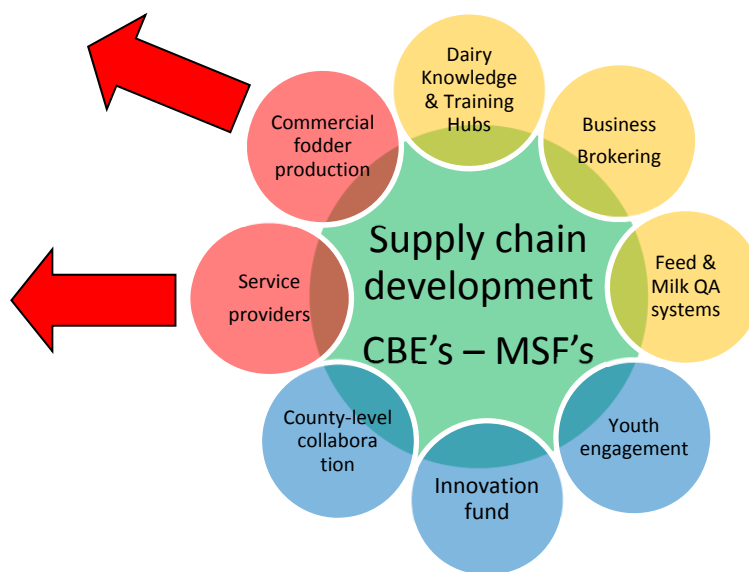 Dairy
Knowledge
& Training
Hubs
Commercial
fodder
production
Business
Brokering
Supply chain
development
CBE's – MSF's
Service
providers
Feed &
Milk QA
systems
County-level
collabora
tion
Innovation
fund
Youth
engagement